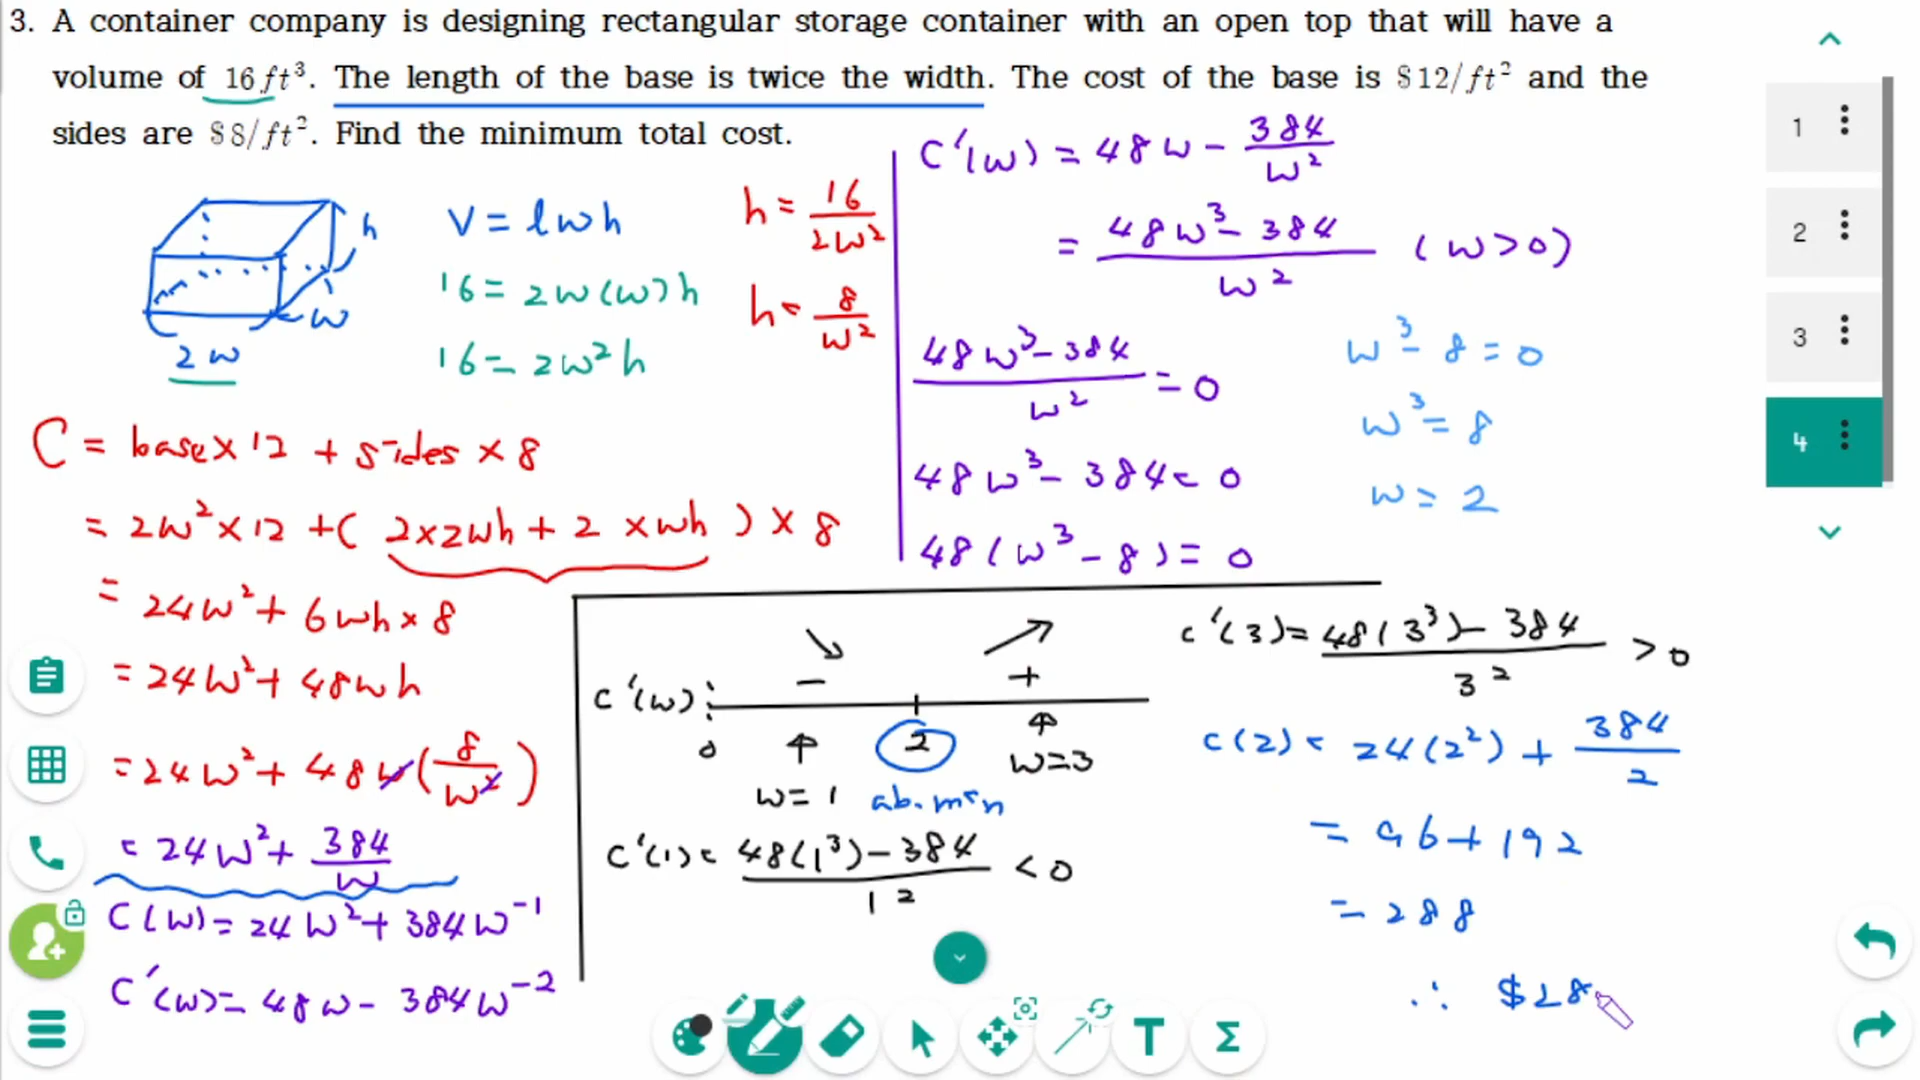 3. A container company is designing rectangular storage container with an open top that will have a
volume of 16ft³. The length of the base is twice the width. The cost of the base is $12/ft² and the
sides are $8/ft². Find the minimum total cost.
h
w
2w
V = lwh
16 = 2w(w)h
16 = 2w²h
h = 16/2w²
h = 8/w²
C = base × 12 + sides × 8
= 2w² × 12 + ( 2×2wh + 2 × wh ) × 8
= 24w² + 6wh × 8
= 24w² + 48wh
= 24w² + 48w(8/w²)
= 24w² + 384/w
C(w) = 24w² + 384w⁻¹
C'(w) = 48w - 384w⁻²
C'(w) = 48w - 384/w²
= (48w³ - 384)/w² (w>0)
(48w³ - 384)/w² = 0
48w³ - 384 = 0
48(w³ - 8) = 0
w³ - 8 = 0
w³ = 8
w = 2
C'(w):
- +
0 2
w = 1 ab. min w=3
C'(1) = (48(1³) - 384)/1² < 0
C'(3) = (48(3³) - 384)/3² > 0
C(2) = 24(2²) + 384/2
= 96 + 192
= 288
∴ $28
1
2
3
4
T
Σ